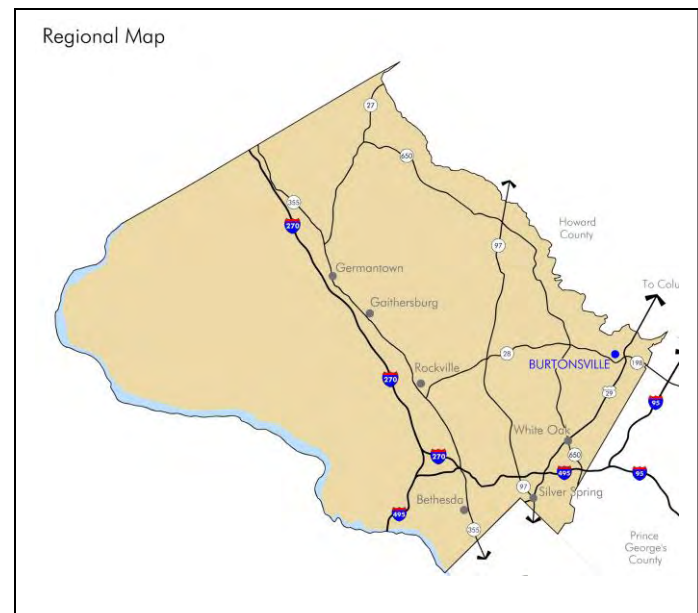 Regional Map
27
650
355
97
Howard
County
270
Germantown
To Colu
Gaithersburg
28
BURTONSVILLE
198
Rockville
270
29
95
White Oak
270
650
495
95
97
Silver Spring
Bethesda
495
355
Prince
George's
County